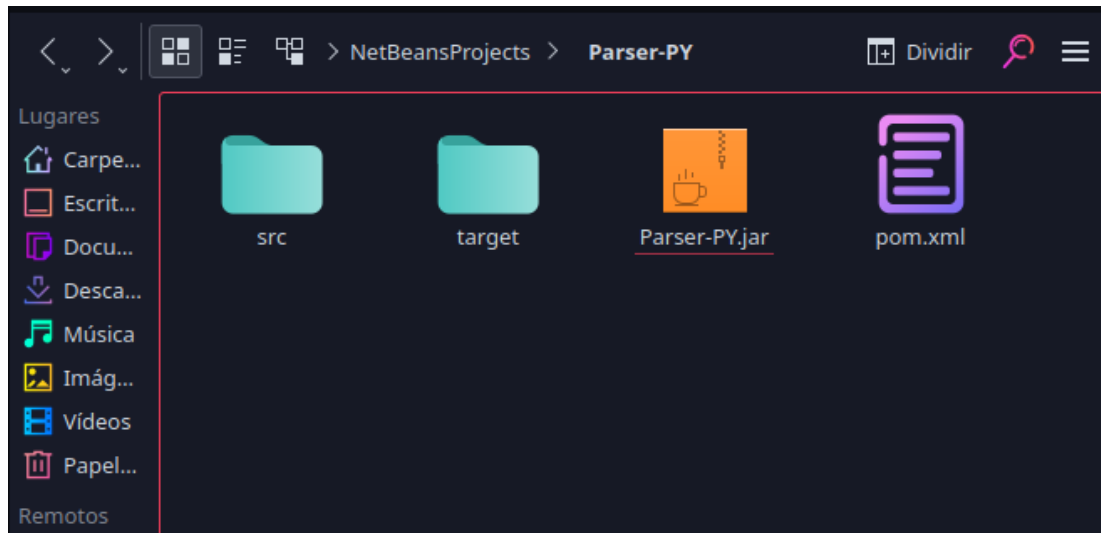 > NetBeansProjects > Parser-PY
Dividir
Lugares
Carpe...
Escrit...
Docu...
Desca...
Música
Imág...
Vídeos
Papel...
Remotos
src
target
Parser-PY.jar
pom.xml